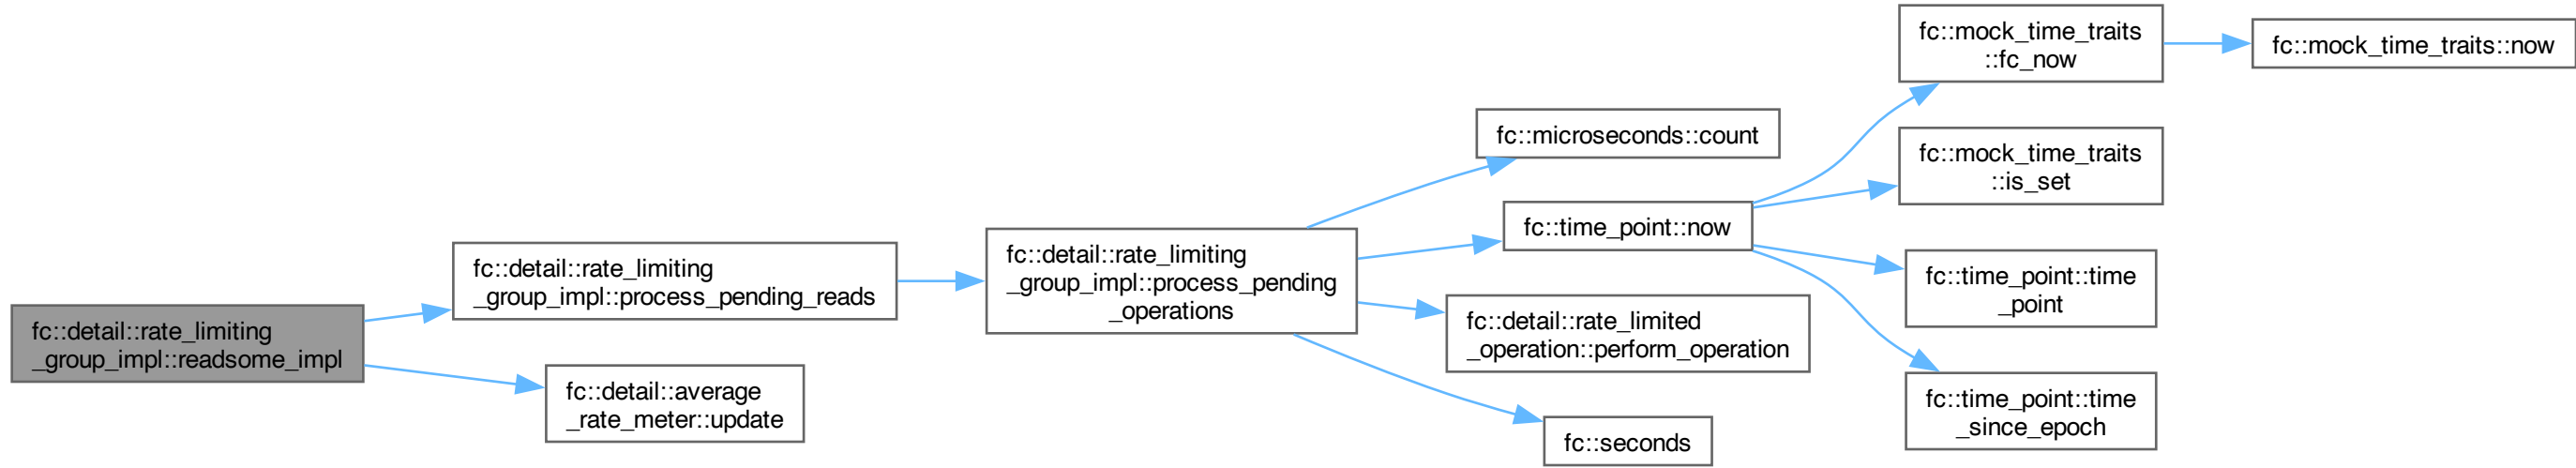 fc::detail::rate_limiting
_group_impl::readsome_impl
fc::detail::rate_limiting
_group_impl::process_pending_reads
fc::detail::average
_rate_meter::update
fc::detail::rate_limiting
_group_impl::process_pending
_operations
fc::microseconds::count
fc::time_point::now
fc::detail::rate_limited
_operation::perform_operation
fc::seconds
fc::mock_time_traits
::fc_now
fc::mock_time_traits
::is_set
fc::time_point::time
_point
fc::time_point::time
_since_epoch
fc::mock_time_traits::now